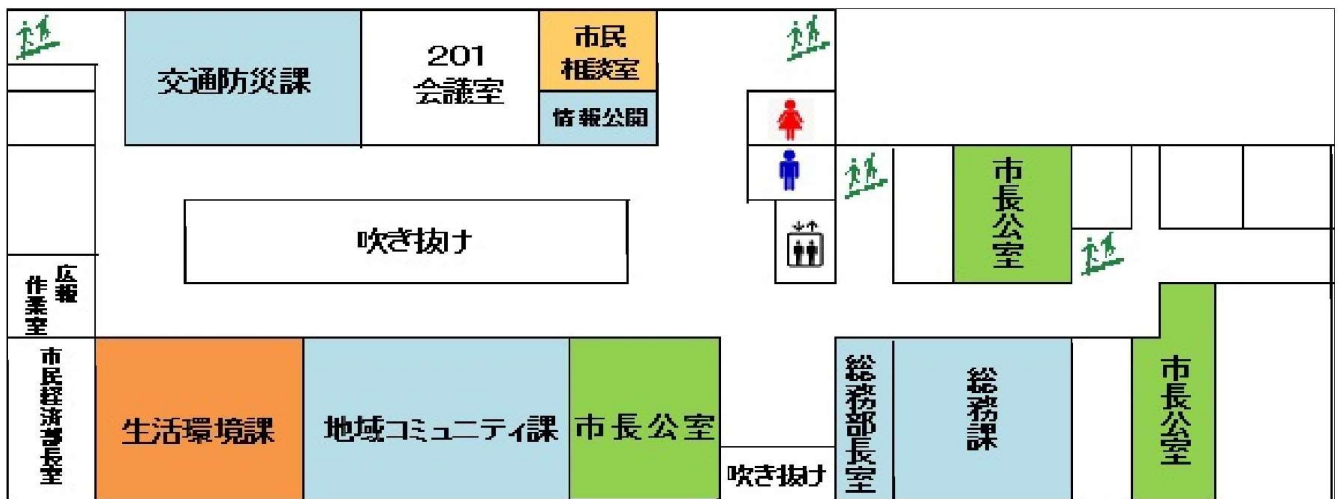 交通防災課
201
会議室
市民
相談室
情報公開
市長公室
吹き抜け
広報
作業室
市民経済部長室
生活環境課
地域コミュニティ課
市長公室
吹き抜け
総務部長室
総務課
市長公室